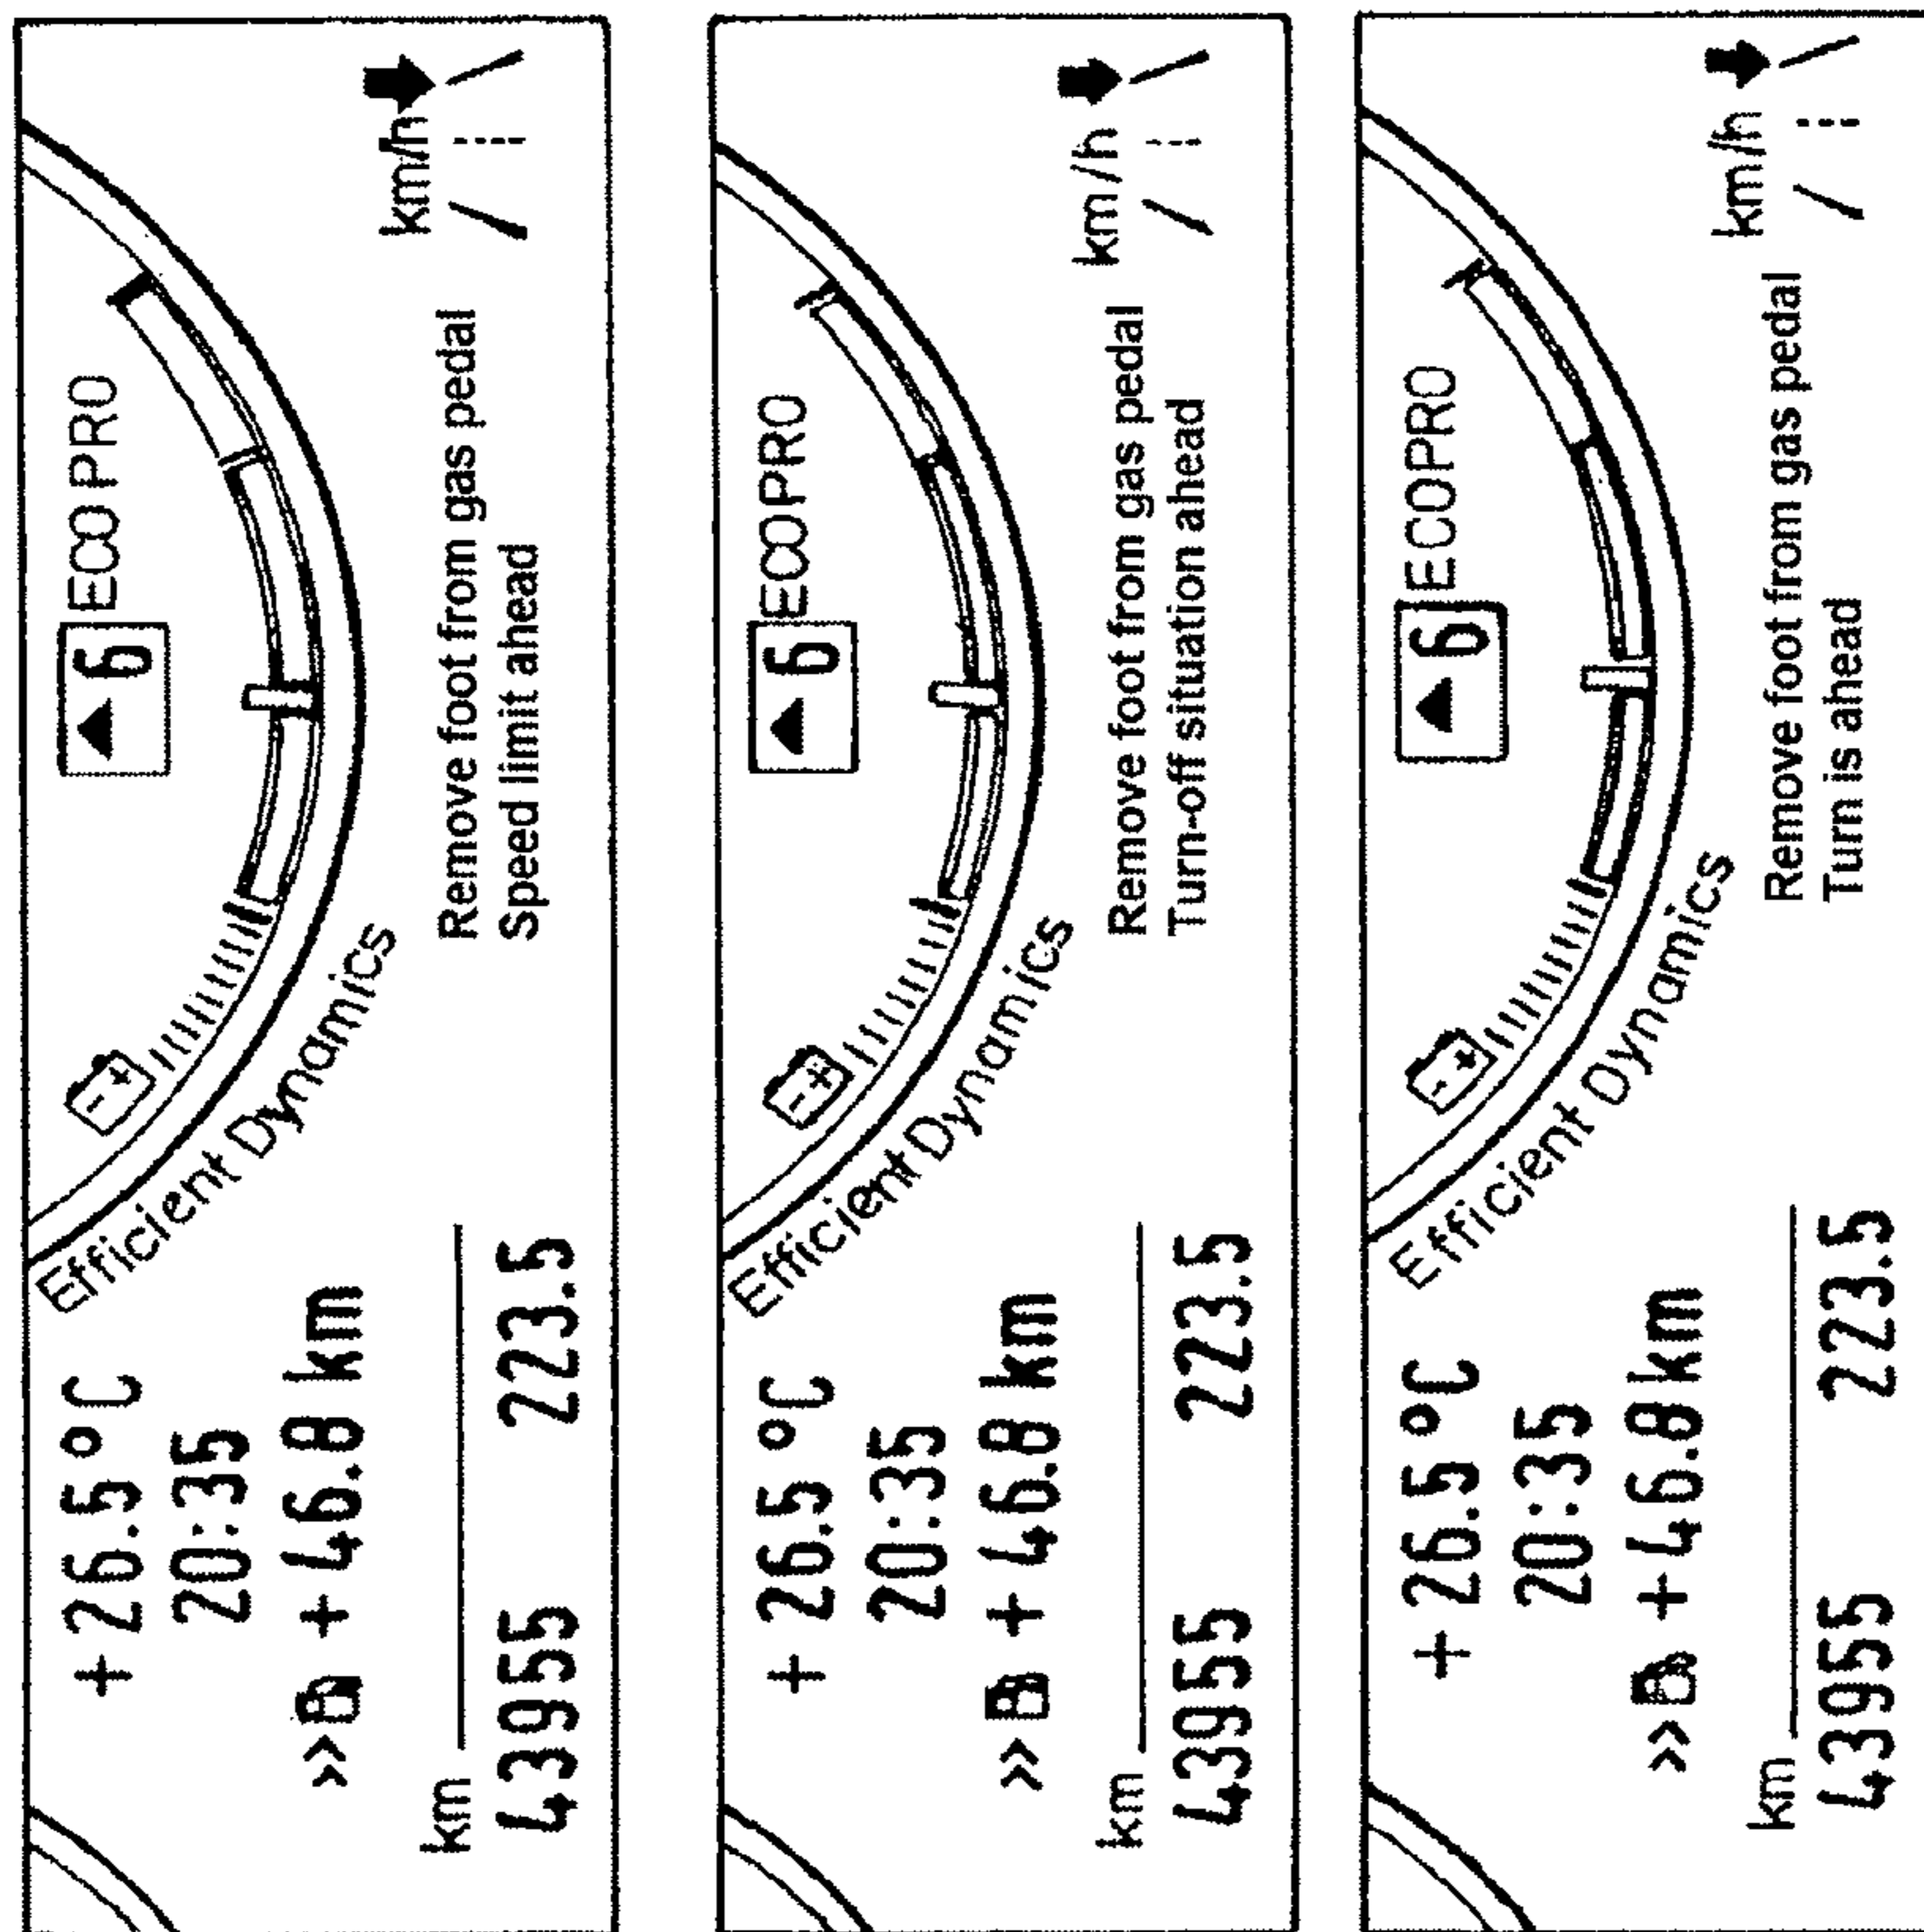 + 26.5 °C
20:35
>> + 46.8 km
km
43955 223.5
Efficient Dynamics
6 ECO PRO
Remove foot from gas pedal
Speed limit ahead
km/h
+ 26.5 °C
20:35
>> + 46.8 km
km
43955 223.5
Efficient Dynamics
6 ECOPRO
Remove foot from gas pedal
Turn-off situation ahead
km/h
+ 26.5 °C
20:35
>> + 46.8 km
km
43955 223.5
Efficient Dynamics
6 ECOPRO
Remove foot from gas pedal
Turn is ahead
km/h